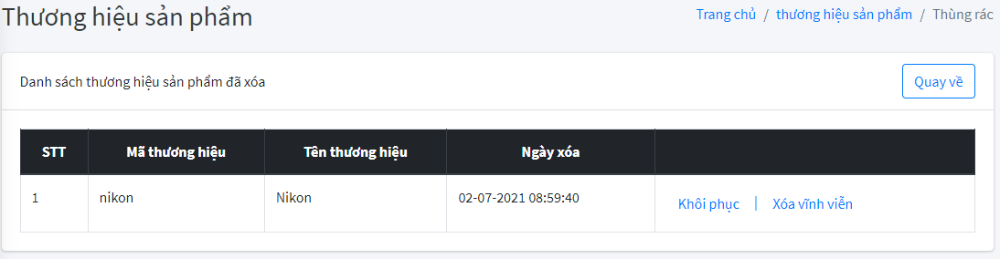 Thương hiệu sản phẩm
Trang chủ / thương hiệu sản phẩm / Thùng rác
Danh sách thương hiệu sản phẩm đã xóa
Quay về
STT Mã thương hiệu Tên thương hiệu Ngày xóa
1 nikon Nikon 02-07-2021 08:59:40 Khôi phục | Xóa vĩnh viễn